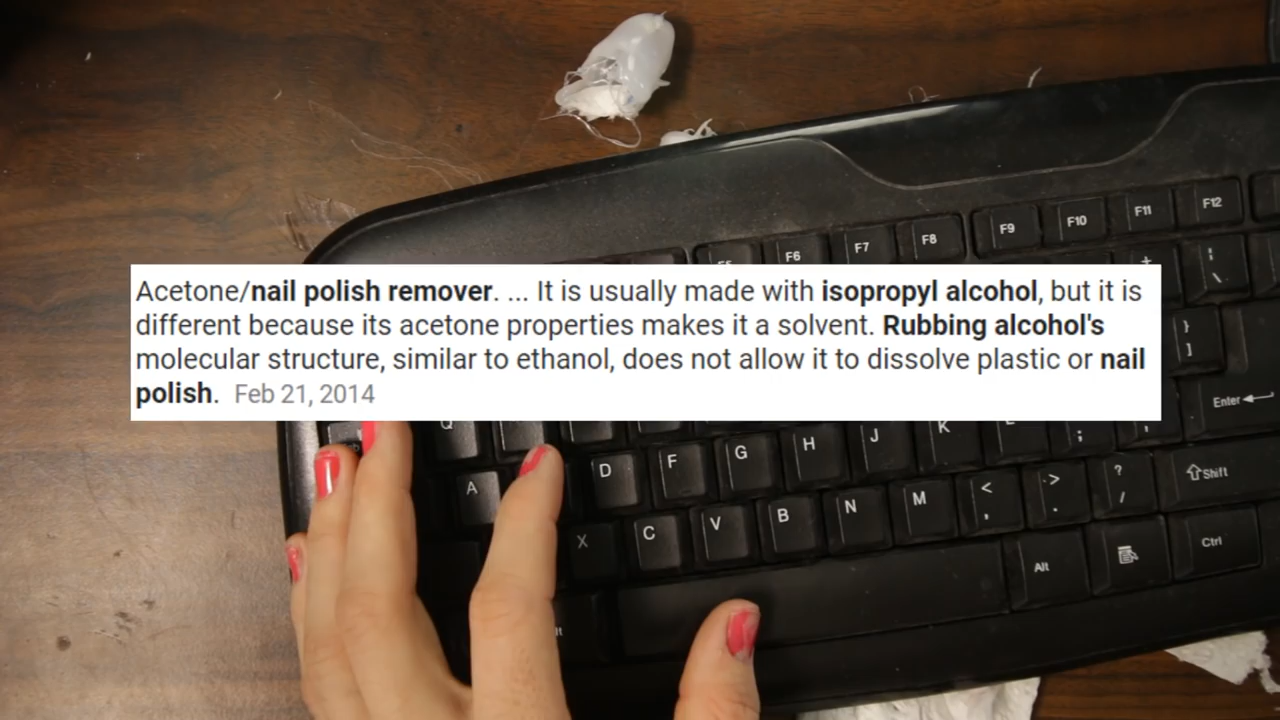 F6 F7 F8 F9 F10 F11 F12
Acetone/nail polish remover. ... It is usually made with isopropyl alcohol, but it is
different because its acetone properties makes it a solvent. Rubbing alcohol's
molecular structure, similar to ethanol, does not allow it to dissolve plastic or nail
polish. Feb 21, 2014
} ]
Enter
Q J K
A D F G H : ; ? / Shift
X C V B N M < , > .
Alt Ctrl